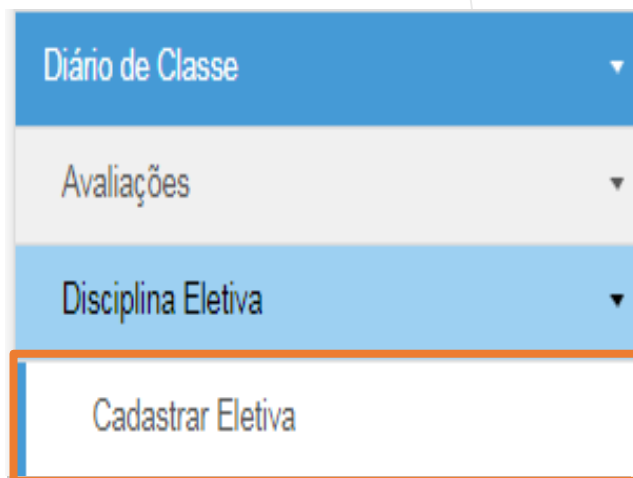 Diário de Classe
Avaliações
Disciplina Eletiva
Cadastrar Eletiva